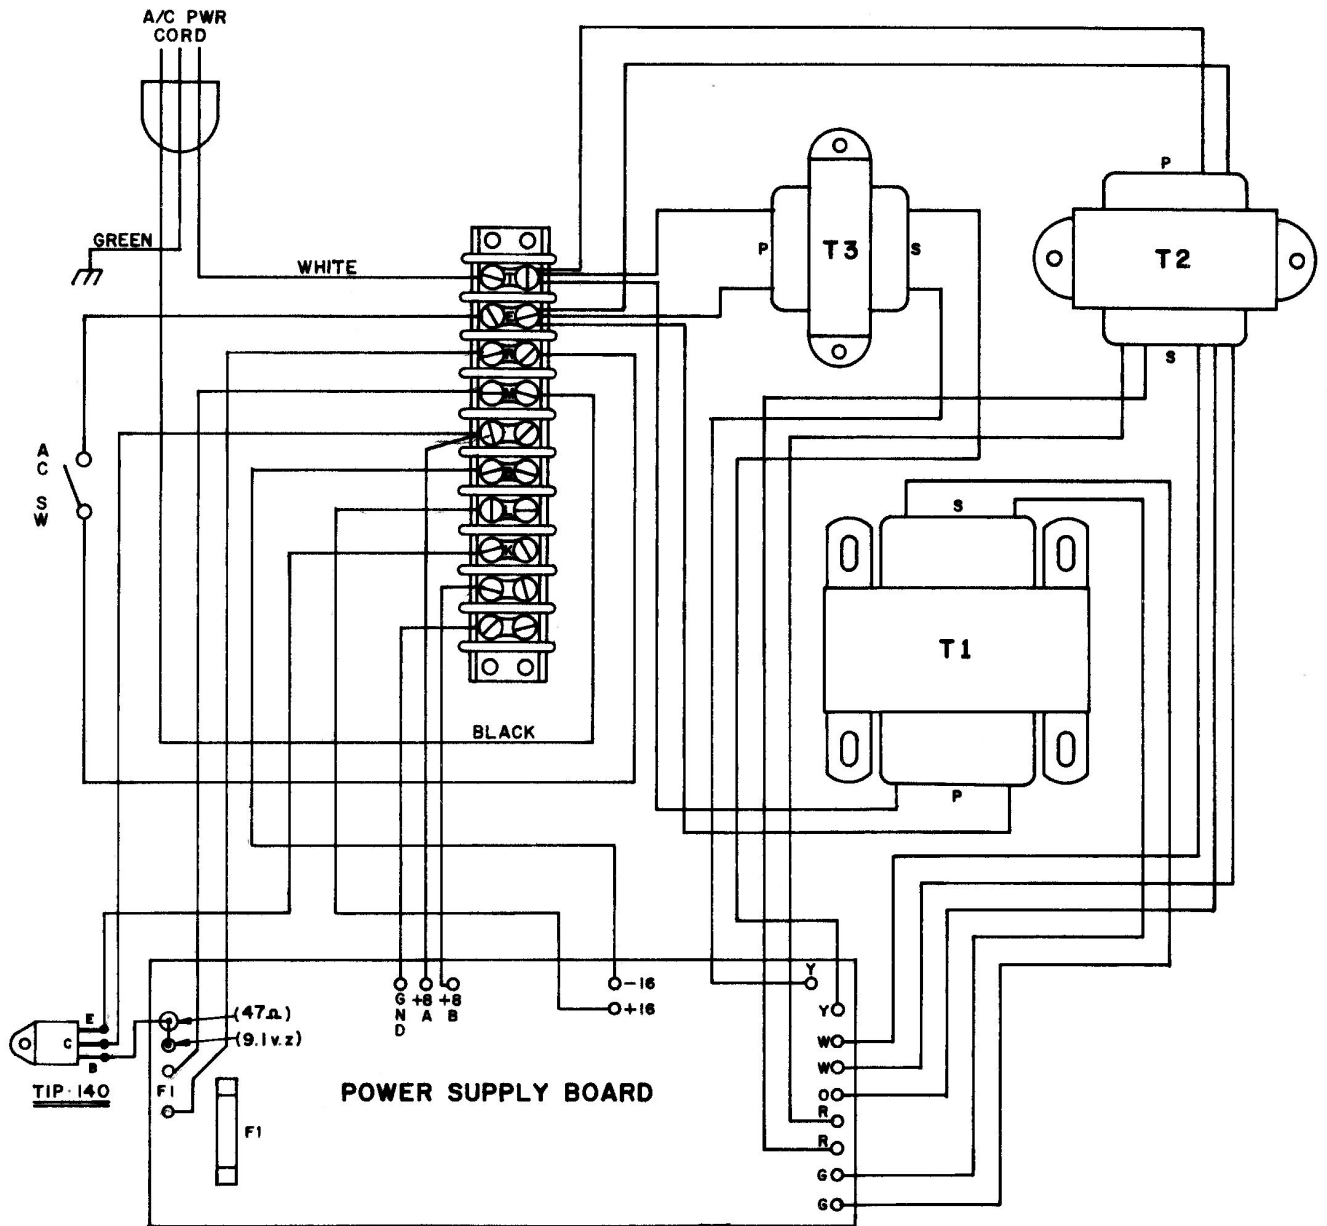 A/C PWR
CORD
GREEN
WHITE
P
T3
S
P
T2
S
A
C
S
W
S
T1
P
BLACK
G
N
D
+8
A
+8
B
-16
+16
Y
Y
W
W
O
R
R
G
G
E
C
B
TIP-140
(47Ω)
(9.1v.z)
F1
F1
POWER SUPPLY BOARD